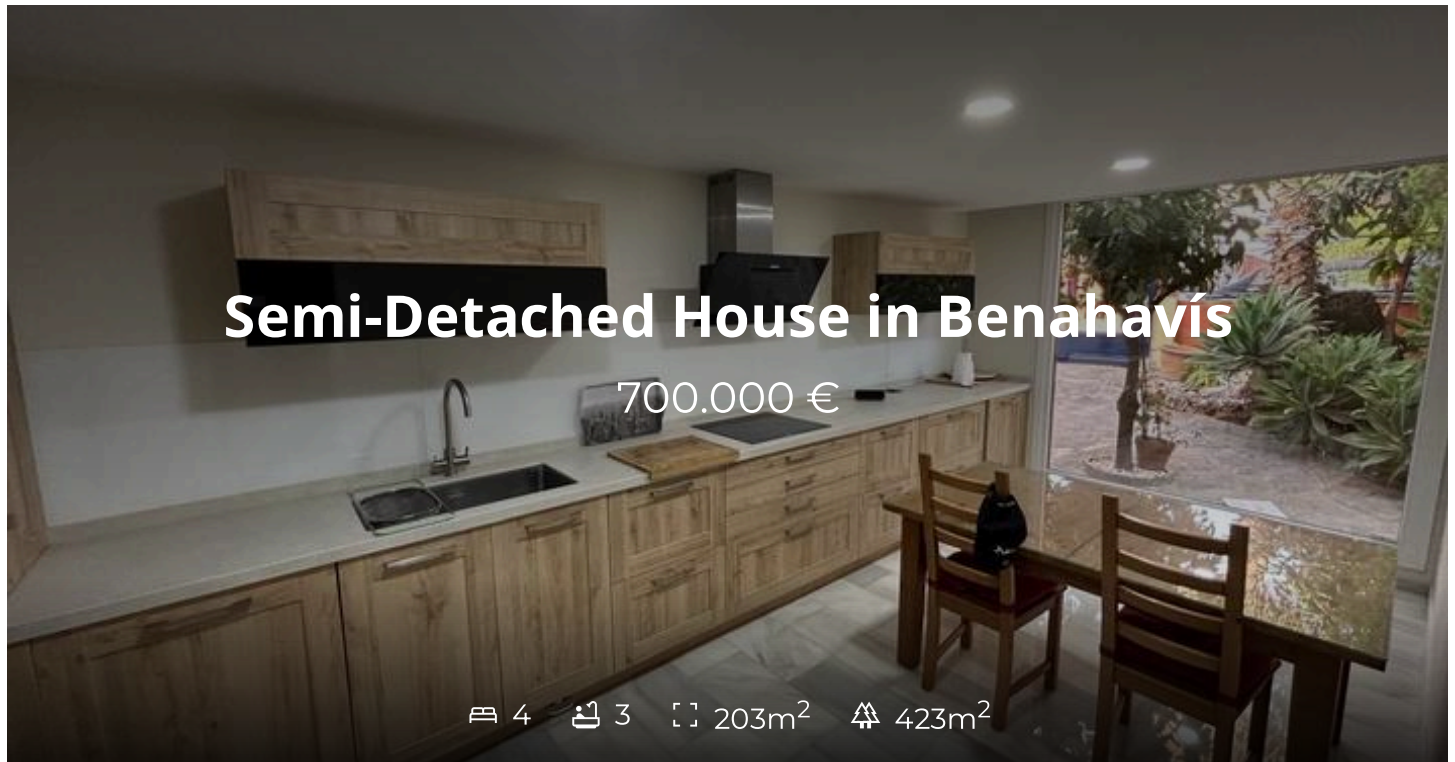 Semi-Detached House in Benahavís
700.000 €
4 3 203m² 423m²